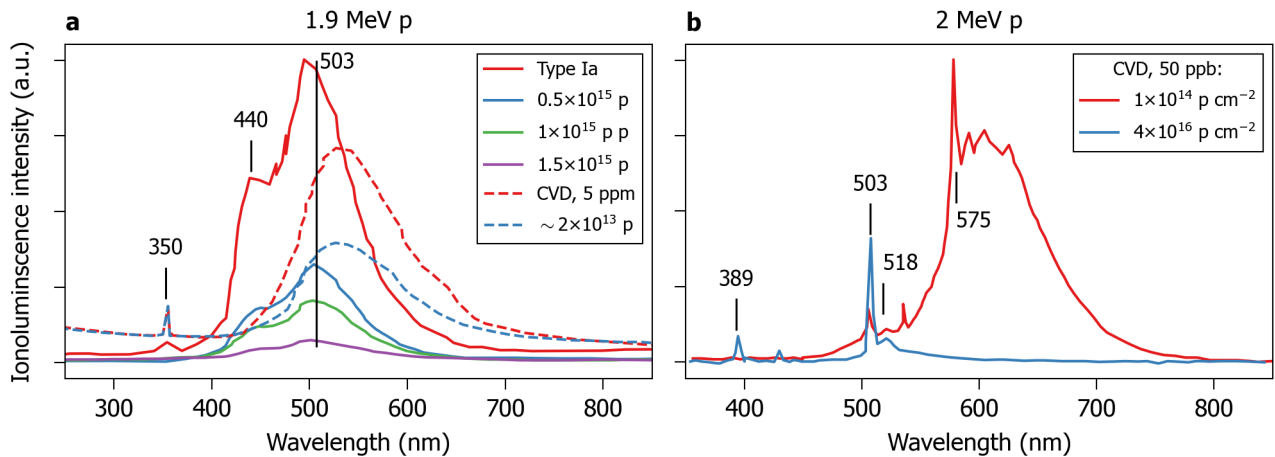 a
1.9 MeV p
b
2 MeV p
Ionoluminescence intensity (a.u.)
350
440
503
Type Ia
0.5×10¹⁵ p
1×10¹⁵ p p
1.5×10¹⁵ p
CVD, 5 ppm
~2×10¹³ p
300 400 500 600 700 800
Wavelength (nm)
389
503
518
575
CVD, 50 ppb:
1×10¹⁴ p cm⁻²
4×10¹⁶ p cm⁻²
400 500 600 700 800
Wavelength (nm)